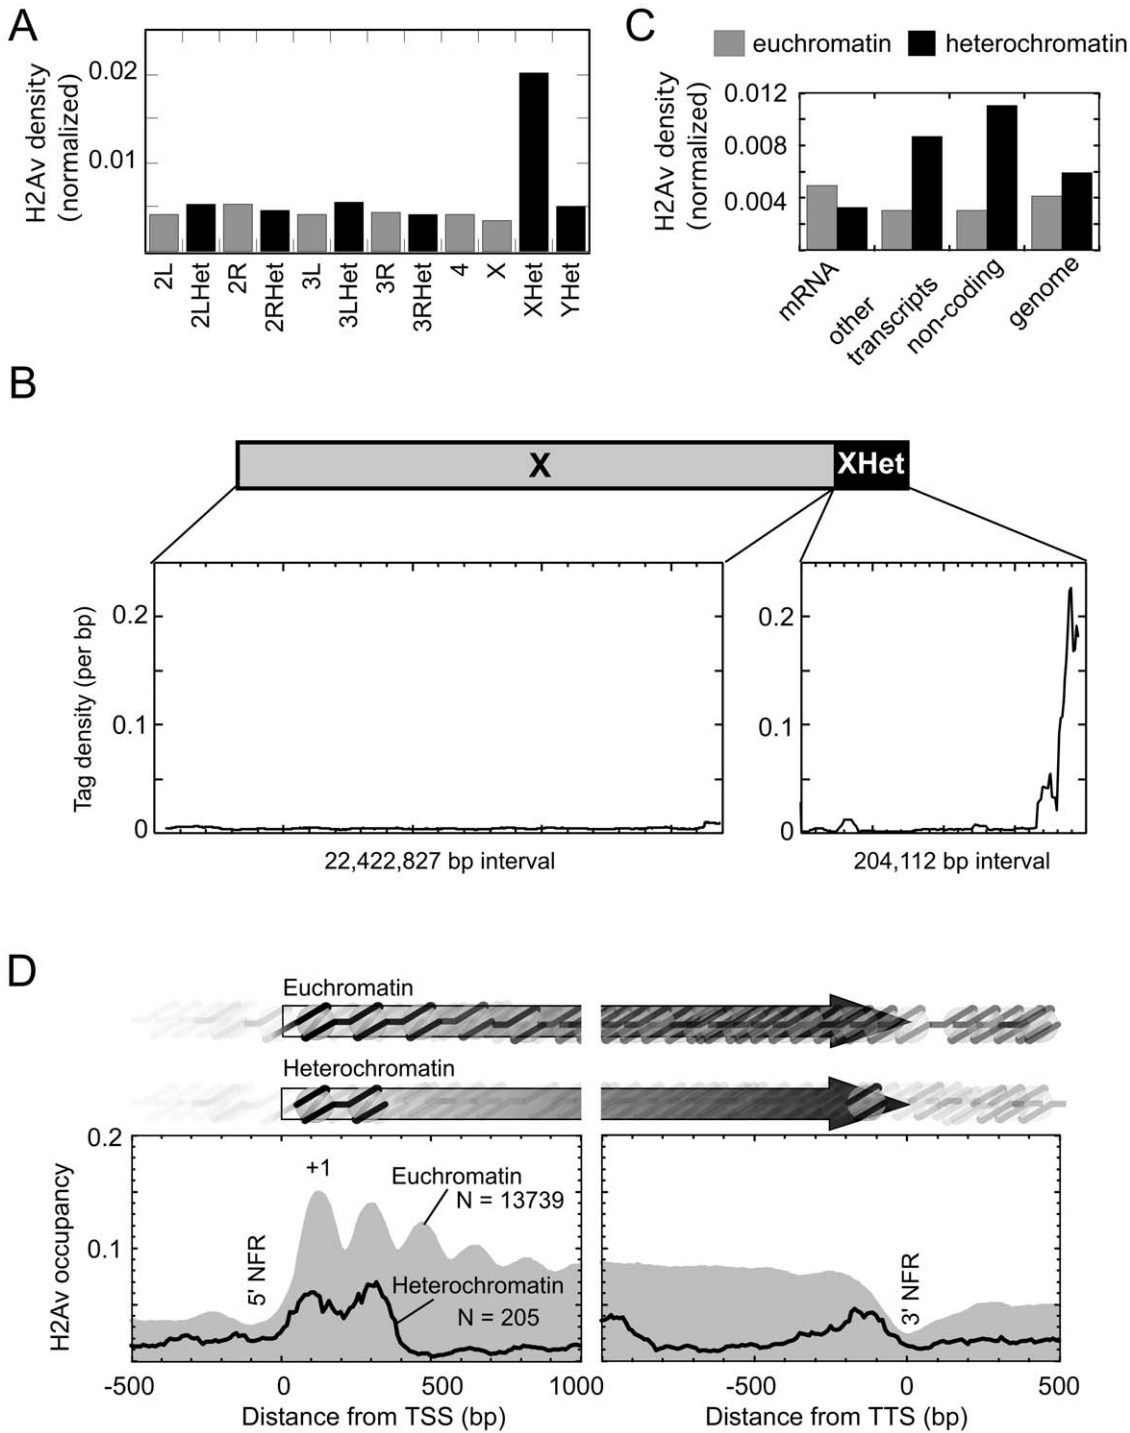 A
H2Av density
(normalized)
0.02
0.01
2L
2LHet
2R
2RHet
3L
3LHet
3R
3RHet
4
X
XHet
YHet
C
euchromatin
heterochromatin
H2Av density
(normalized)
0.012
0.008
0.004
mRNA
other
transcripts
non-coding
genome
B
X
XHet
Tag density (per bp)
0.2
0.1
0
22,422,827 bp interval
0.2
0.1
0
204,112 bp interval
D
Euchromatin
Heterochromatin
H2Av occupancy
0.2
0.1
5' NFR
+1
Euchromatin
N = 13739
Heterochromatin
N = 205
3' NFR
-500
0
500
1000
Distance from TSS (bp)
-500
0
500
Distance from TTS (bp)